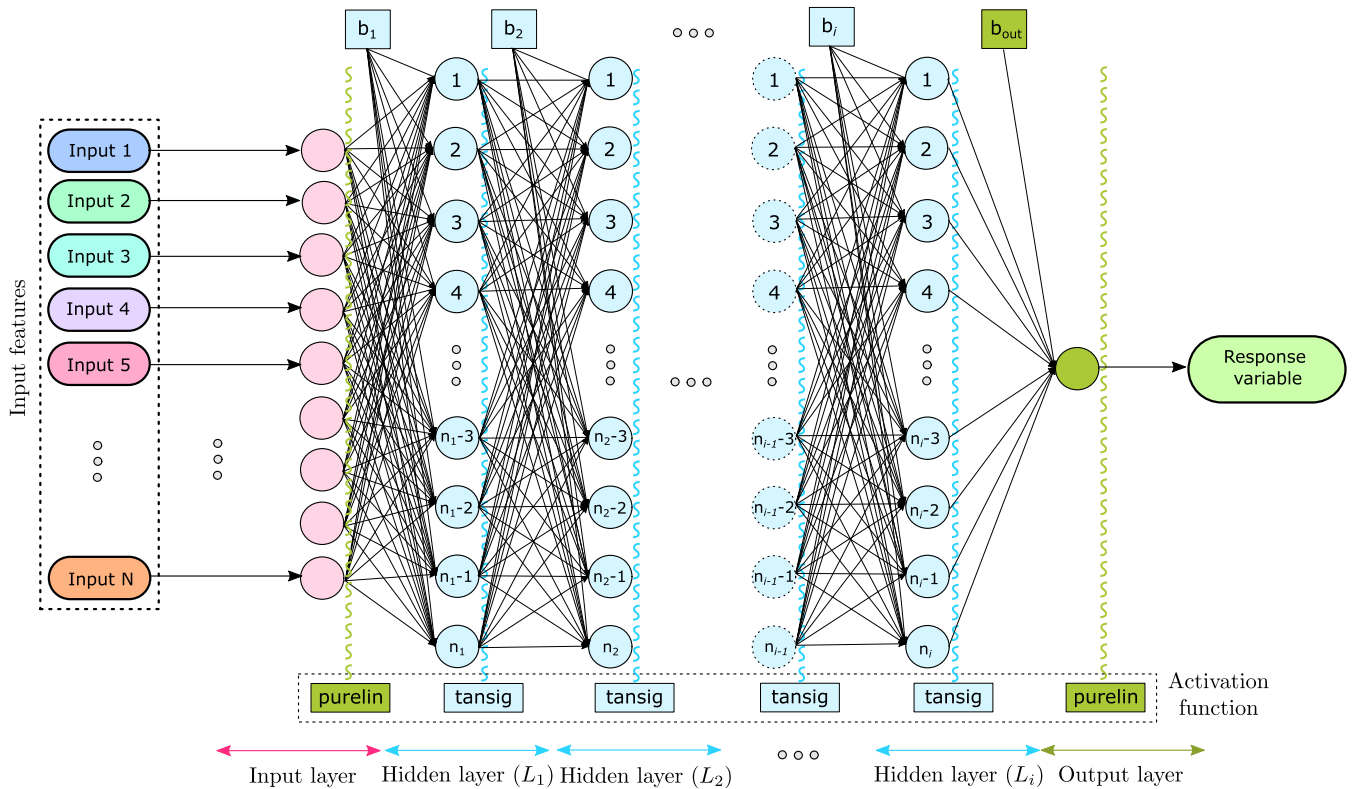 b1
b2
bi
bout
Input features
Input 1
Input 2
Input 3
Input 4
Input 5
Input N
1
2
3
4
n1-3
n1-2
n1-1
n1
1
2
3
4
n2-3
n2-2
n2-1
n2
1
2
3
4
ni-1-3
ni-1-2
ni-1-1
ni-1
1
2
3
4
ni-3
ni-2
ni-1
ni
Response
variable
purelin
tansig
tansig
tansig
tansig
purelin
Activation
function
Input layer
Hidden layer (L1)
Hidden layer (L2)
Hidden layer (Li)
Output layer